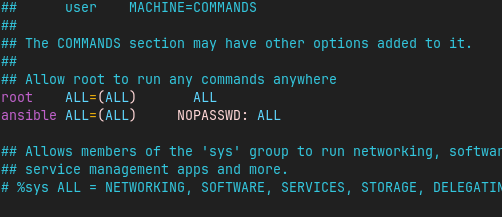 ##      user    MACHINE=COMMANDS
##
## The COMMANDS section may have other options added to it.
##
## Allow root to run any commands anywhere
root    ALL=(ALL)       ALL
ansible ALL=(ALL)     NOPASSWD: ALL

## Allows members of the 'sys' group to run networking, softwar
## service management apps and more.
# %sys ALL = NETWORKING, SOFTWARE, SERVICES, STORAGE, DELEGATIN